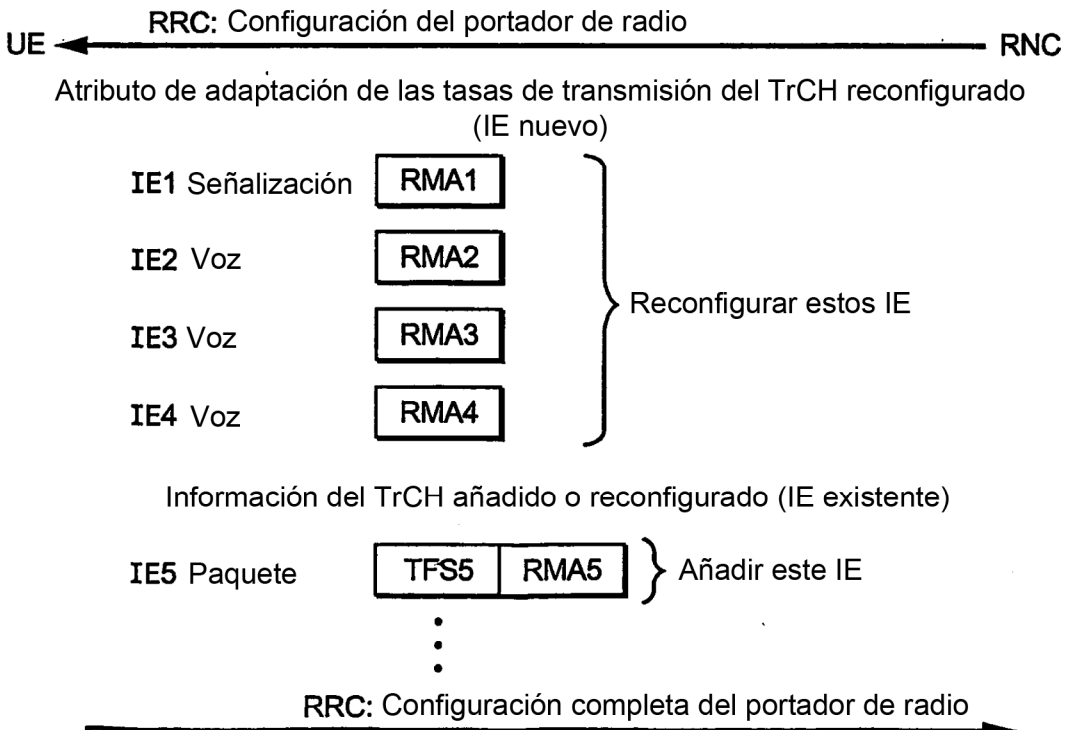 RRC: Configuración del portador de radio
UE RNC
Atributo de adaptación de las tasas de transmisión del TrCH reconfigurado
(IE nuevo)
IE1 Señalización RMA1
IE2 Voz RMA2
Reconfigurar estos IE
IE3 Voz RMA3
IE4 Voz RMA4
Información del TrCH añadido o reconfigurado (IE existente)
IE5 Paquete TFS5 RMA5 Añadir este IE
RRC: Configuración completa del portador de radio